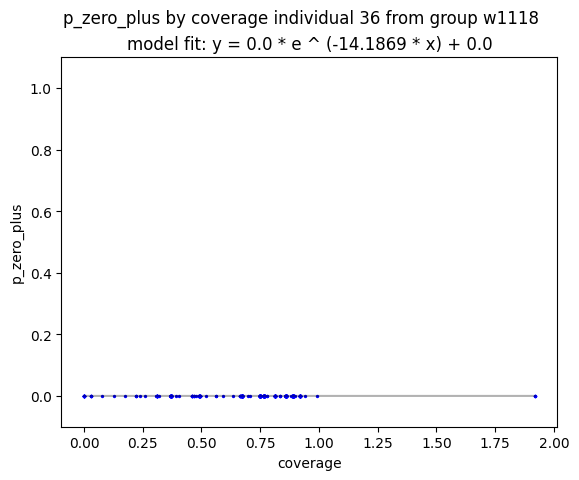 p_zero_plus by coverage individual 36 from group w1118
model fit: y = 0.0 * e ^ (-14.1869 * x) + 0.0
1.0
0.8
0.6
0.4
0.2
0.0
p_zero_plus
0.00 0.25 0.50 0.75 1.00 1.25 1.50 1.75 2.00
coverage